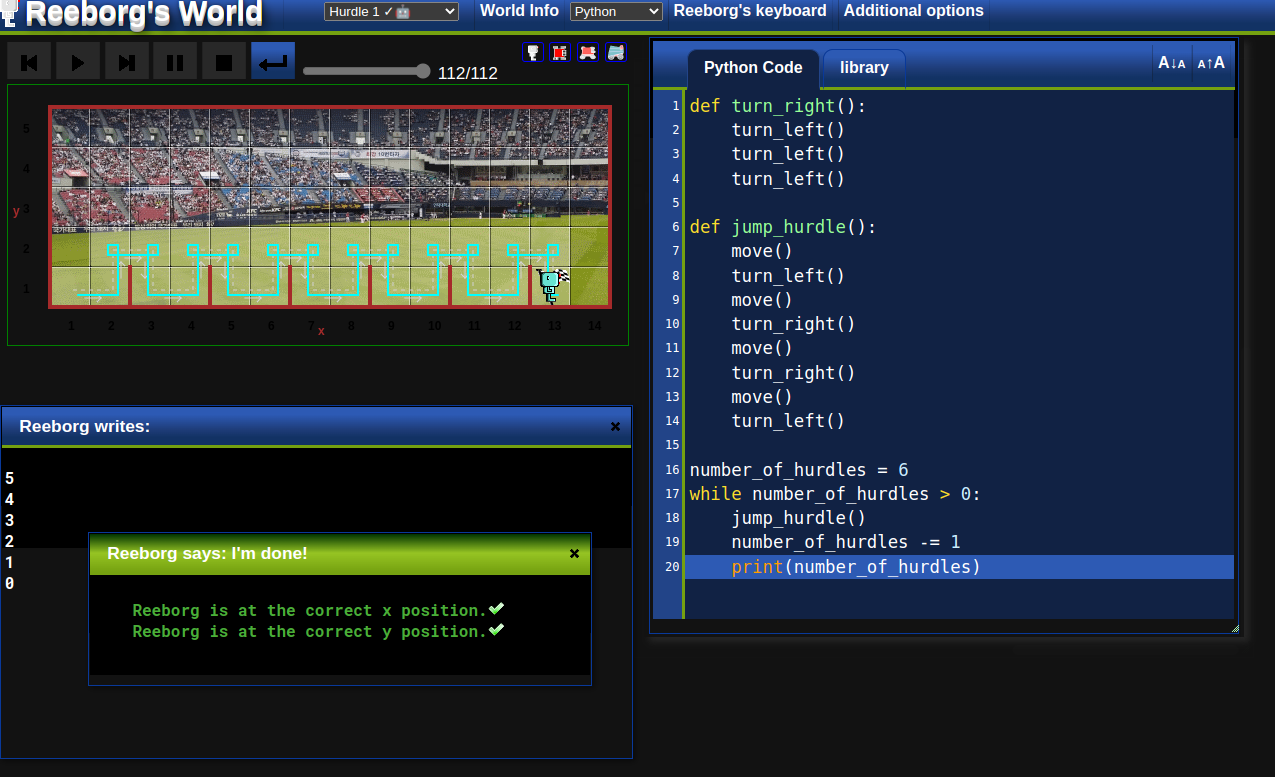 Reeborg's World
Hurdle 1 ✓🤖
World Info
Python
Reeborg's keyboard
Additional options
112/112
5
4
y 3
2
1
1 2 3 4 5 6 7 8 9 10 11 12 13 14
x
Reeborg writes: ×
5
4
3
2
1
0
Reeborg says: I'm done! ×
Reeborg is at the correct x position.✔
Reeborg is at the correct y position.✔
Python Code
library
A↓A A↑A
1 def turn_right():
2     turn_left()
3     turn_left()
4     turn_left()
5
6 def jump_hurdle():
7     move()
8     turn_left()
9     move()
10     turn_right()
11     move()
12     turn_right()
13     move()
14     turn_left()
15
16 number_of_hurdles = 6
17 while number_of_hurdles > 0:
18     jump_hurdle()
19     number_of_hurdles -= 1
20     print(number_of_hurdles)